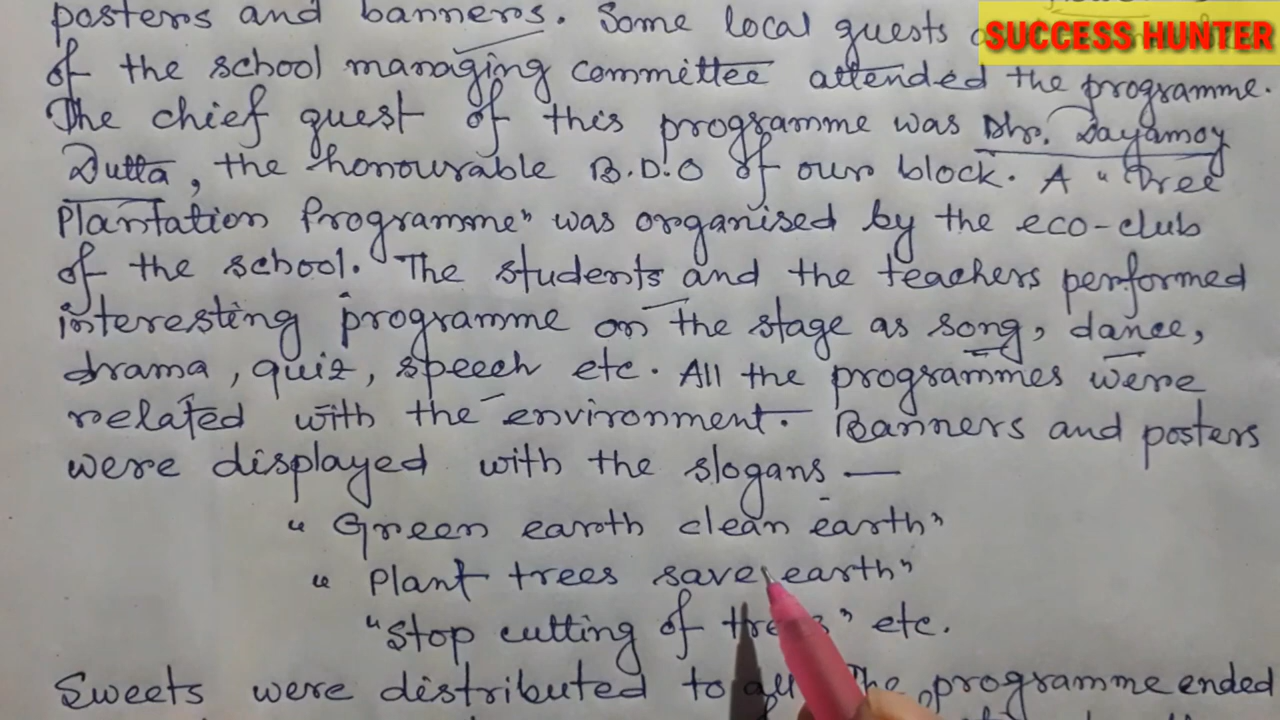 posters and banners. Some local guests
SUCCESS HUNTER
of the school managing committee attended the programme.
The chief guest of this programme was Shr. Dayamoy
Dutta, the honourable B.D.O of our block. A "Tree
Plantation Programme" was organised by the eco-club
of the school. The students and the teachers performed
interesting programme on the stage as song, dance,
drama, quiz, speech etc. All the programmes were
related with the environment. Banners and posters
were displayed with the slogans —
"Green earth clean earth"
"Plant trees save earth"
"Stop cutting of trees" etc.
Sweets were distributed to all. The programme ended